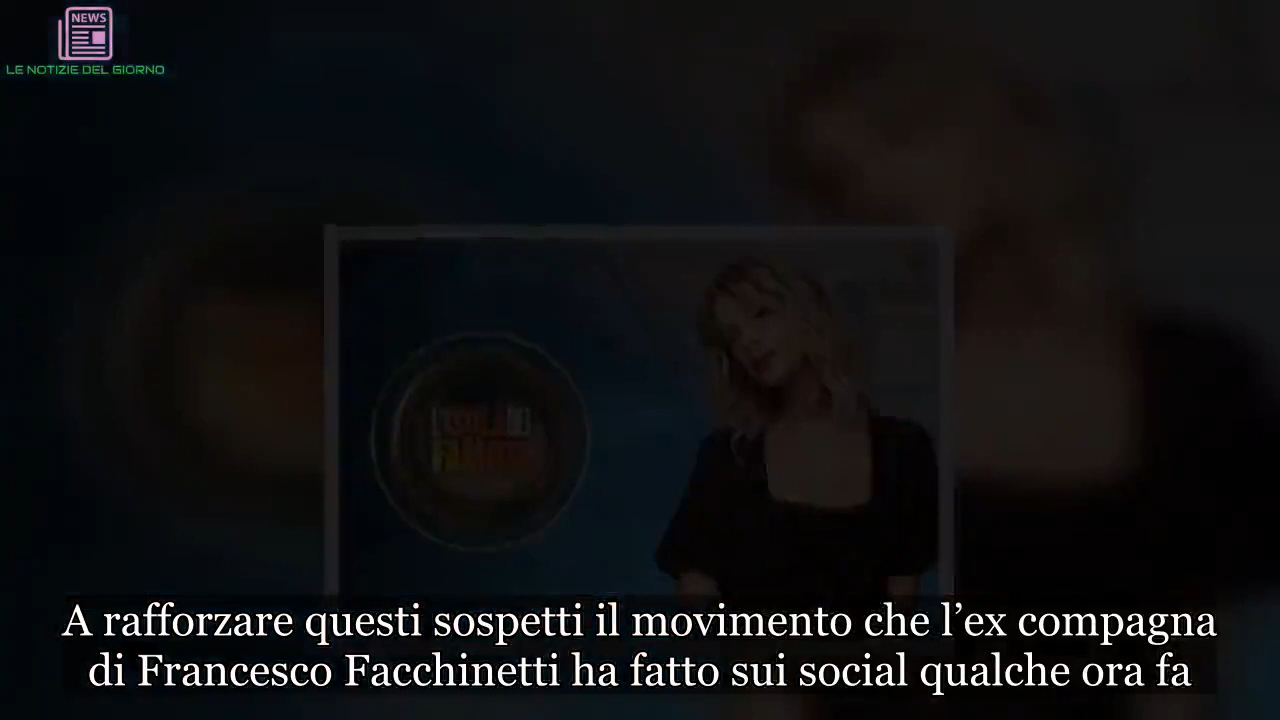 NEWS
LE NOTIZIE DEL GIORNO
A rafforzare questi sospetti il movimento che l’ex compagna
di Francesco Facchinetti ha fatto sui social qualche ora fa